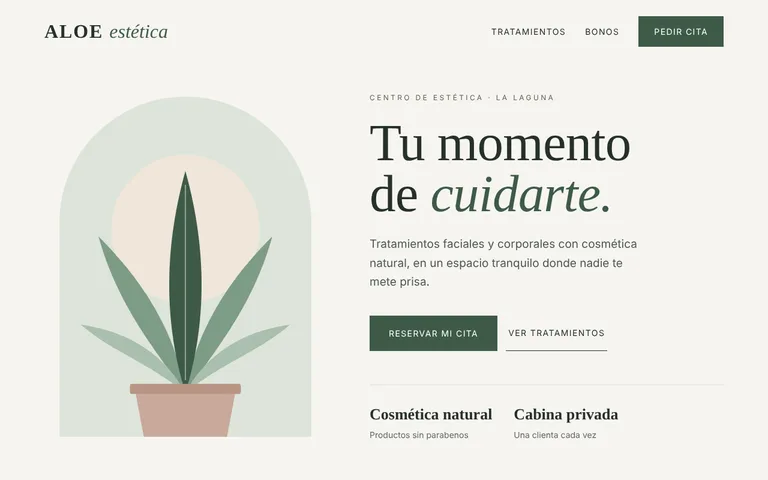 ALOE estética
TRATAMIENTOS
BONOS
PEDIR CITA
CENTRO DE ESTÉTICA · LA LAGUNA
Tu momento
de cuidarte.
Tratamientos faciales y corporales con cosmética
natural, en un espacio tranquilo donde nadie te
mete prisa.
RESERVAR MI CITA
VER TRATAMIENTOS
Cosmética natural
Productos sin parabenos
Cabina privada
Una clienta cada vez